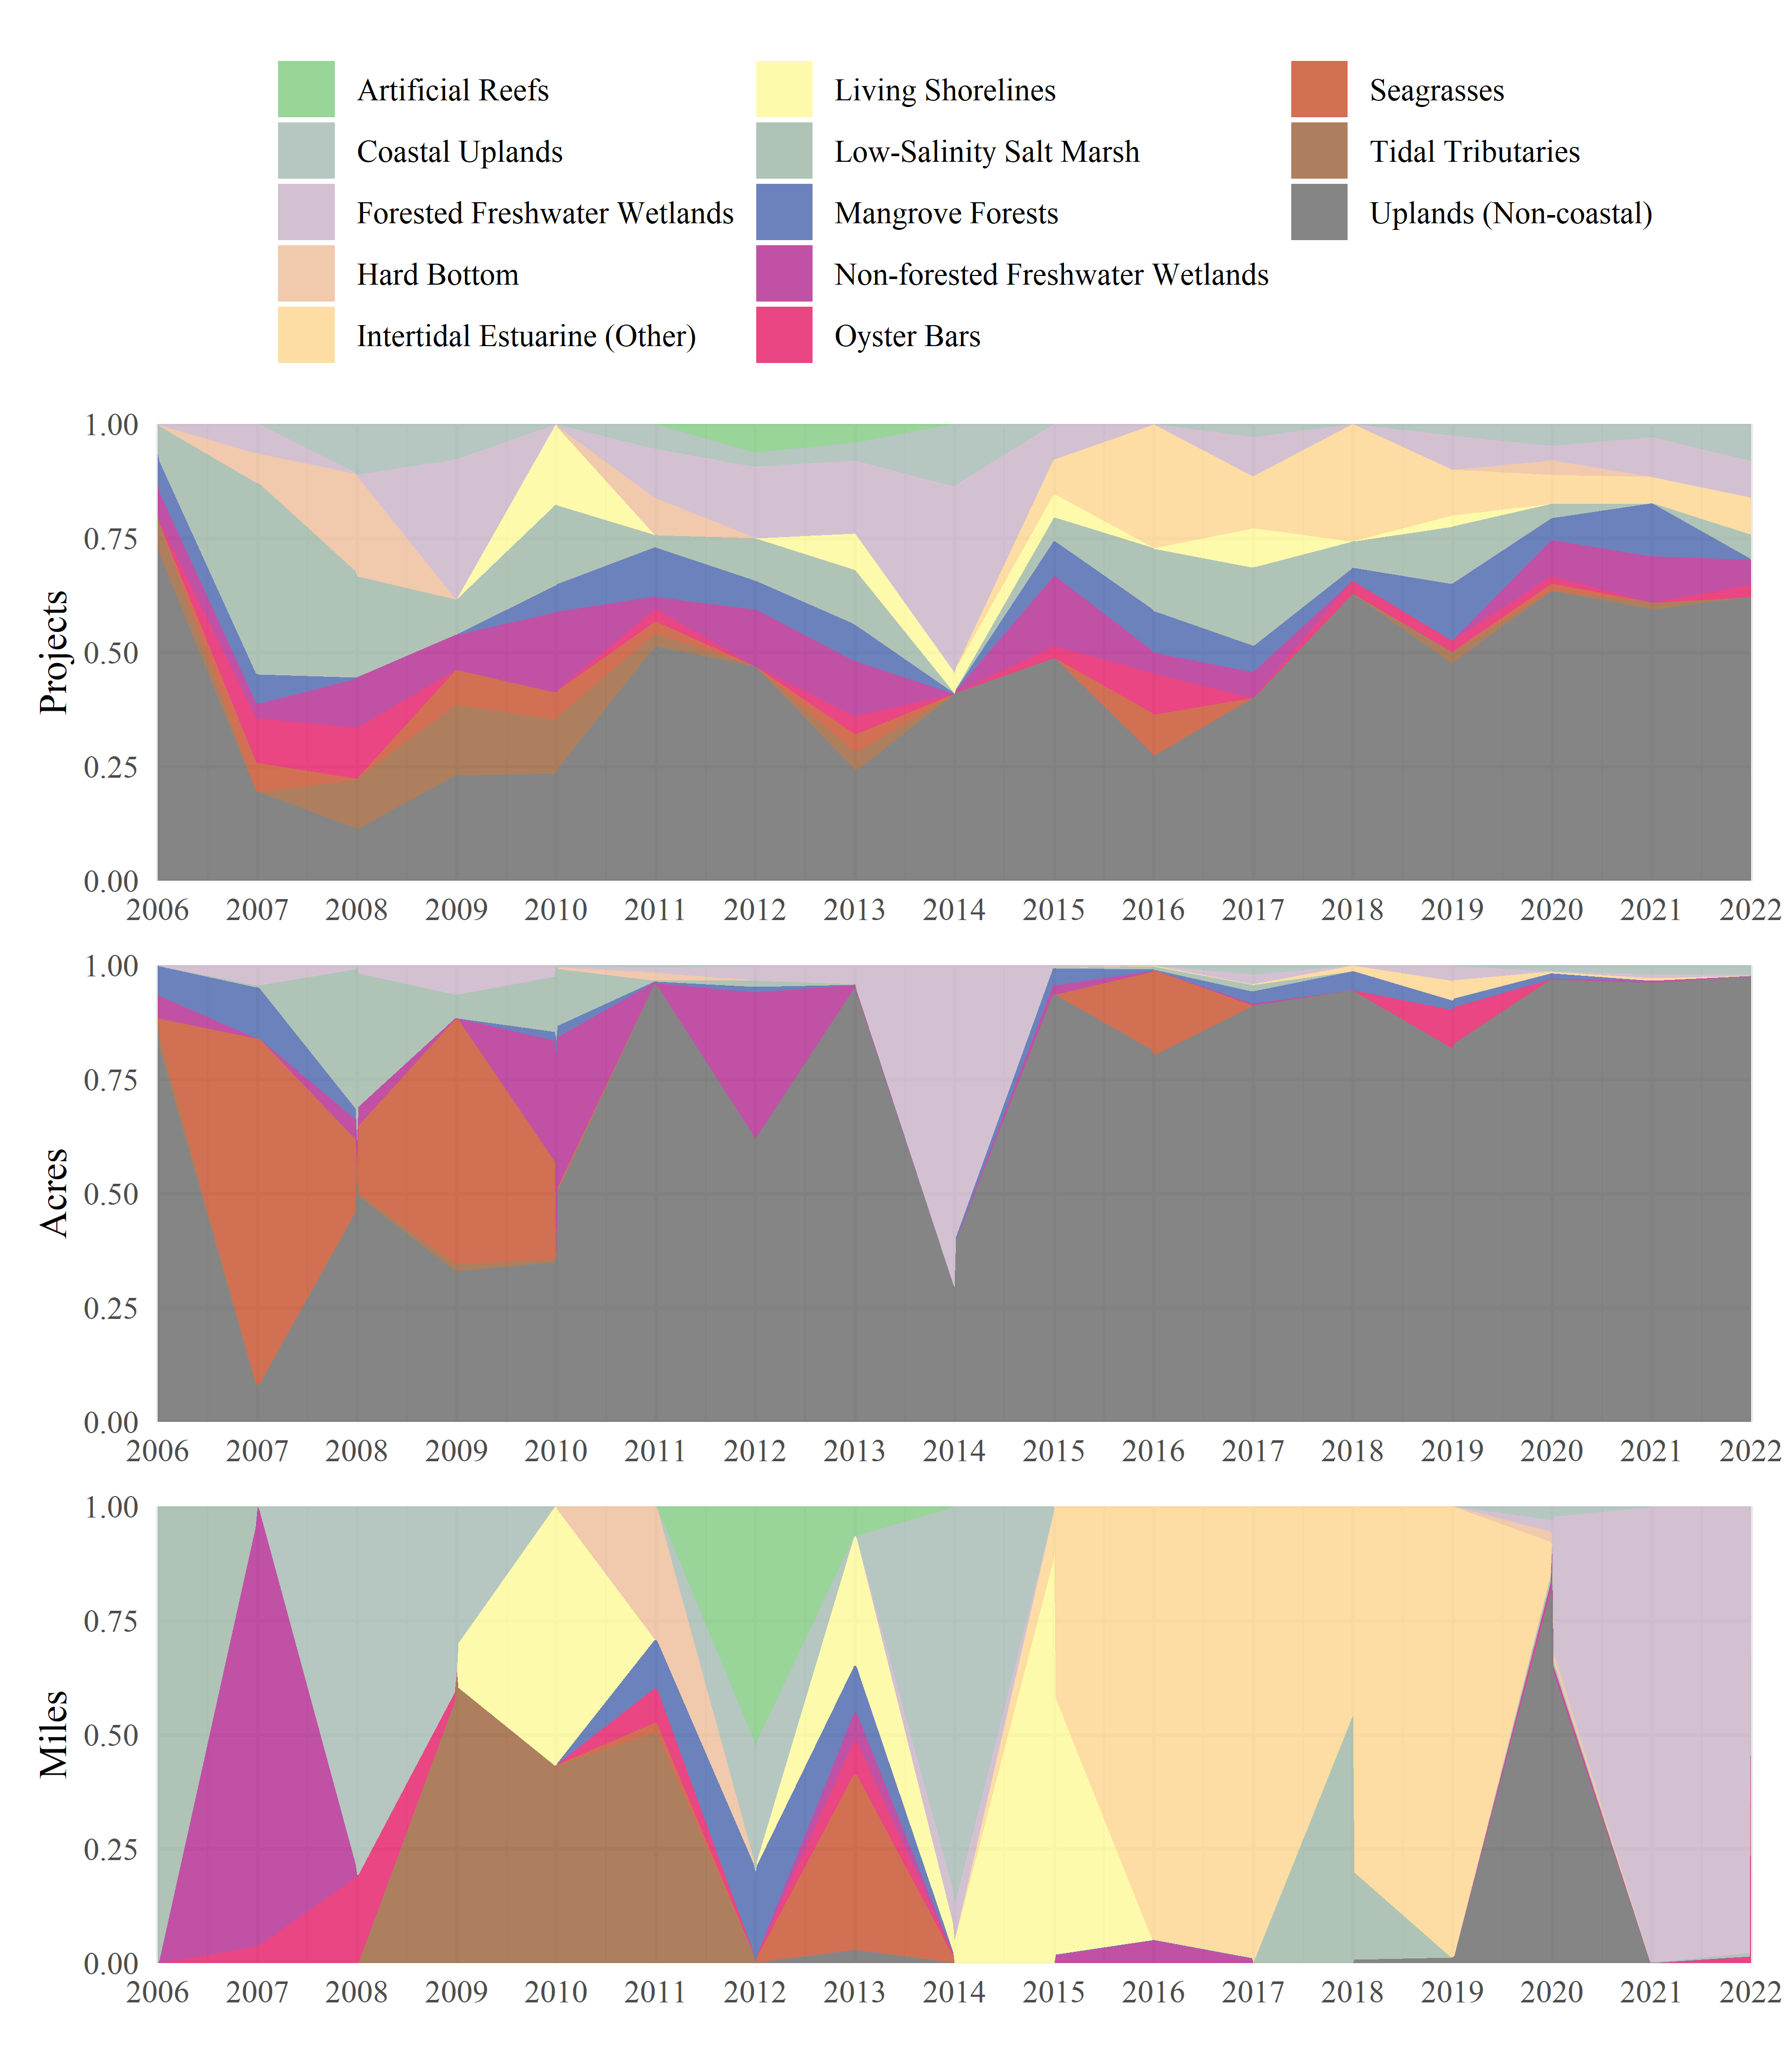 Artificial Reefs
Coastal Uplands
Forested Freshwater Wetlands
Hard Bottom
Intertidal Estuarine (Other)
Living Shorelines
Low-Salinity Salt Marsh
Mangrove Forests
Non-forested Freshwater Wetlands
Oyster Bars
Seagrasses
Tidal Tributaries
Uplands (Non-coastal)
Projects
1.00
0.75
0.50
0.25
0.00
2006 2007 2008 2009 2010 2011 2012 2013 2014 2015 2016 2017 2018 2019 2020 2021 2022
Acres
1.00
0.75
0.50
0.25
0.00
2006 2007 2008 2009 2010 2011 2012 2013 2014 2015 2016 2017 2018 2019 2020 2021 2022
Miles
1.00
0.75
0.50
0.25
0.00
2006 2007 2008 2009 2010 2011 2012 2013 2014 2015 2016 2017 2018 2019 2020 2021 2022